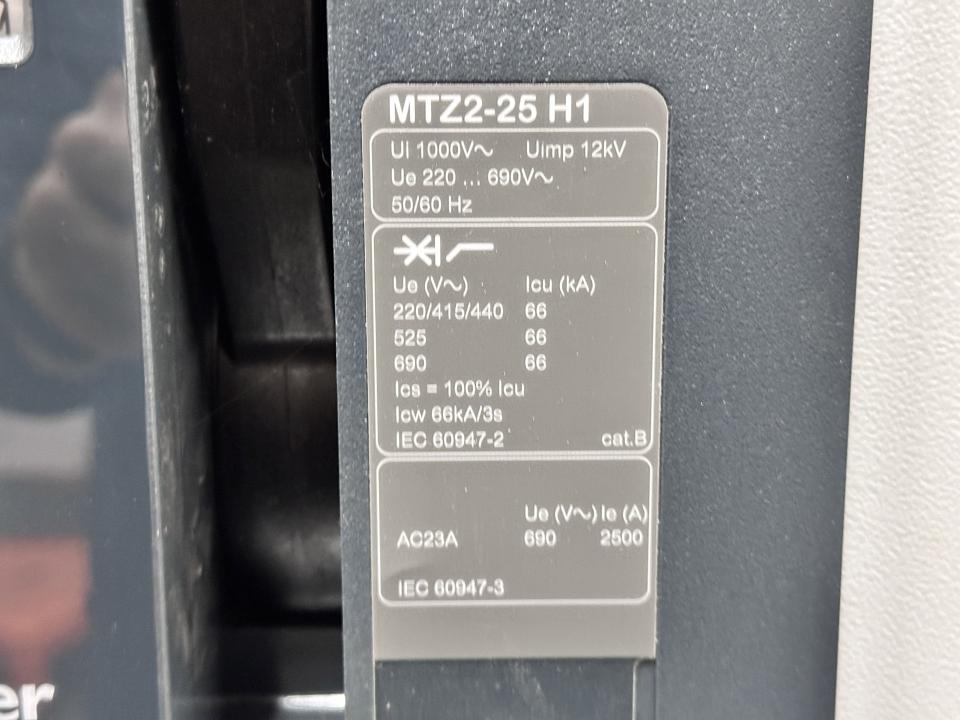 MTZ2-25 H1
Ui 1000V～ Uimp 12kV
Ue 220 ... 690V～
50/60 Hz
Ue (V～) Icu (kA)
220/415/440 66
525 66
690 66
Ics = 100% Icu
Icw 66kA/3s
IEC 60947-2 cat.B
Ue (V～) Ie (A)
AC23A 690 2500
IEC 60947-3
er